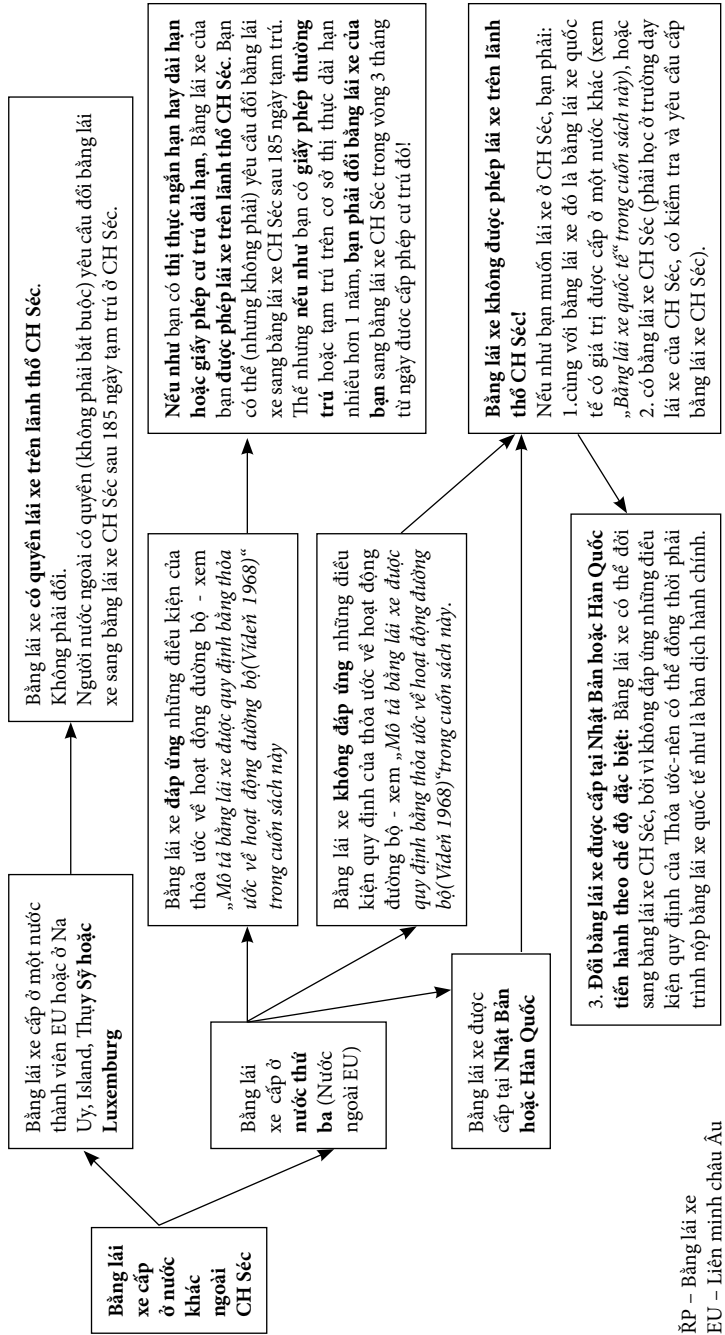 Bằng lái
xe cấp
ở nước
khác
ngoài
CH Séc
Bằng lái xe cấp ở một nước
thành viên EU hoặc ở Na
Uy, Island, Thụy Sỹ hoặc
Luxemburg
Bằng lái xe có quyền lái xe trên lãnh thổ CH Séc.
Không phải đổi.
Người nước ngoài có quyền (không phải bắt buộc) yêu cầu đổi bằng lái
xe sang bằng lái xe CH Séc sau 185 ngày tạm trú ở CH Séc.
Bằng lái
xe cấp ở
nước thứ
ba (Nước
ngoài EU)
Bằng lái xe đáp ứng những điều kiện của
thỏa ước về hoạt động đường bộ - xem
„Mô tả bằng lái xe được quy định bằng thỏa
ước về hoạt động đường bộ(Vídeň 1968)“
trong cuốn sách này
Nếu như bạn có thị thực ngắn hạn hay dài hạn
hoặc giấy phép cư trú dài hạn, Bằng lái xe của
bạn được phép lái xe trên lãnh thổ CH Séc. Bạn
có thể (nhưng không phải) yêu cầu đổi bằng lái
xe sang bằng lái xe CH Séc sau 185 ngày tạm trú.
Thế nhưng nếu như bạn có giấy phép thường
trú hoặc tạm trú trên cơ sở thị thực dài hạn
nhiều hơn 1 năm, bạn phải đổi bằng lái xe của
bạn sang bằng lái xe CH Séc trong vòng 3 tháng
từ ngày đươc cấp phép cư trú đó!
Bằng lái xe không đáp ứng những điều
kiện quy định của thỏa ước về hoạt động
đường bộ - xem „Mô tả bằng lái xe được
quy định bằng thỏa ước về hoạt động đường
bộ(Vídeň 1968)“trong cuốn sách này.
Bằng lái xe được
cấp tại Nhật Bản
hoặc Hàn Quốc
Bằng lái xe không được phép lái xe trên lãnh
thổ CH Séc!
Nếu như bạn muốn lái xe ở CH Séc, bạn phải:
1.cùng với bằng lái xe đó là bằng lái xe quốc
tế có giá trị được cấp ở một nước khác (xem
„Bằng lái xe quốc tế“ trong cuốn sách này), hoặc
2. có bằng lái xe CH Séc (phải học ở trường dạy
lái xe của CH Séc, có kiểm tra và yêu cầu cấp
bằng lái xe CH Séc).
3. Đổi bằng lái xe được cấp tại Nhật Bản hoặc Hàn Quốc
tiến hành theo chế độ đặc biệt: Bằng lái xe có thể đời
sang bằng lái xe CH Séc, bởi vì không đáp ứng những điều
kiện quy định của Thỏa ước-nên có thể đồng thời phải
trình nộp bằng lái xe quốc tế như là bản dịch hành chính.
ŘP – Bằng lái xe
EU – Liên minh châu Âu